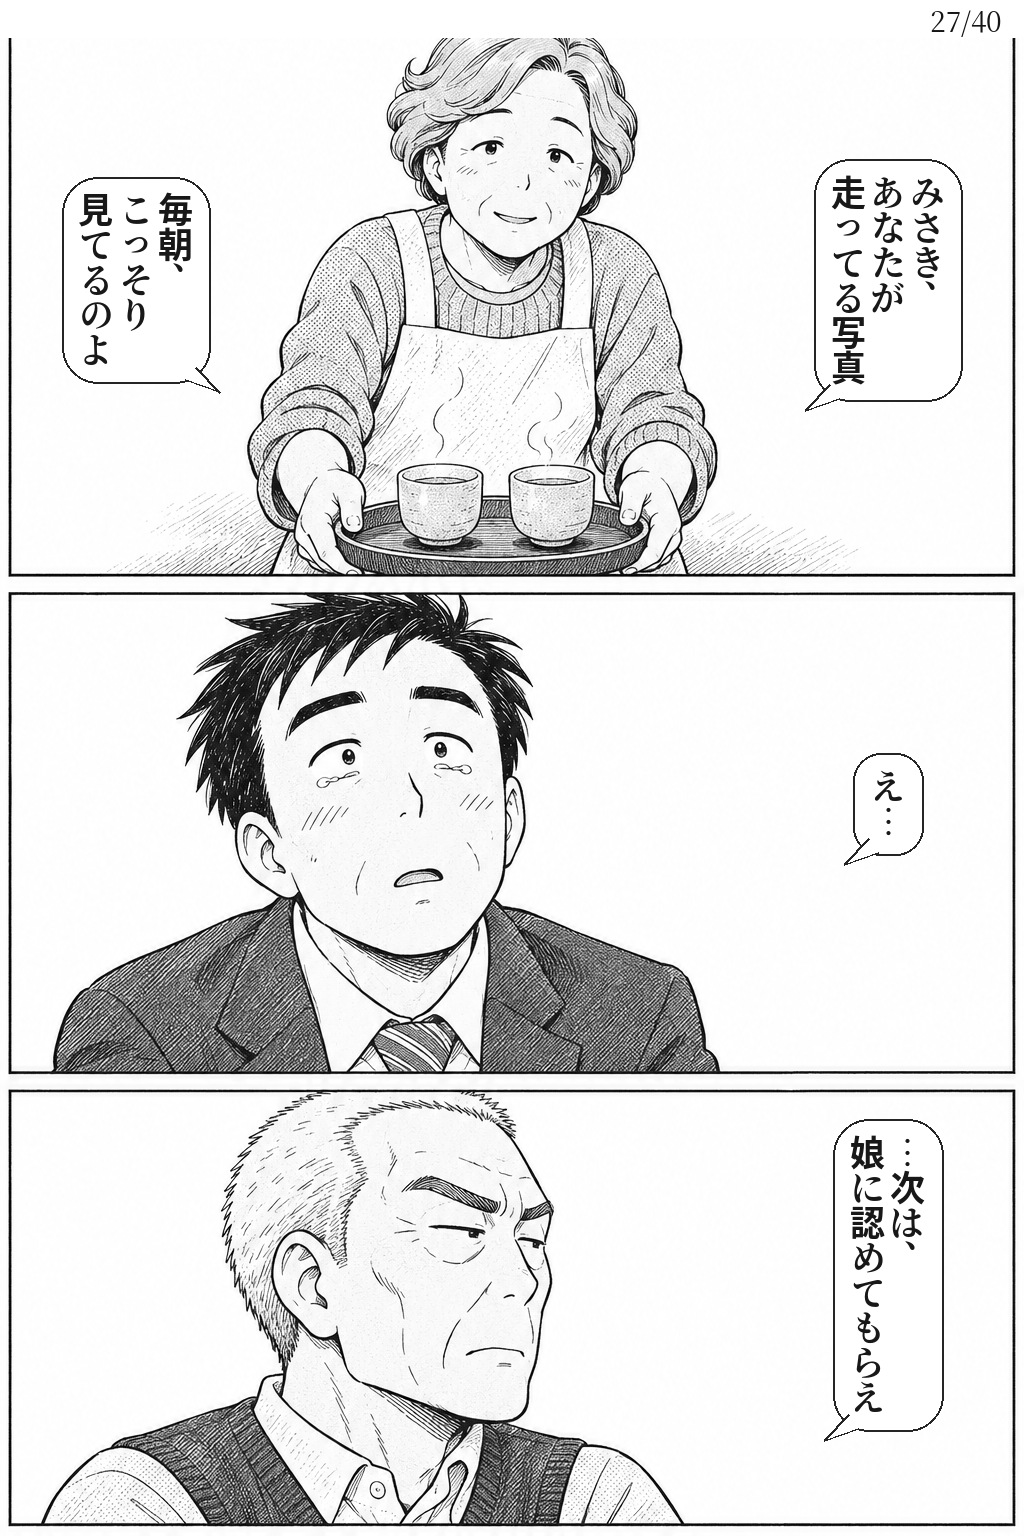 27/40
みさき、
あなたが
走ってる写真
毎朝、
こっそり
見てるのよ
え…
…次は、
娘に認めてもらえ